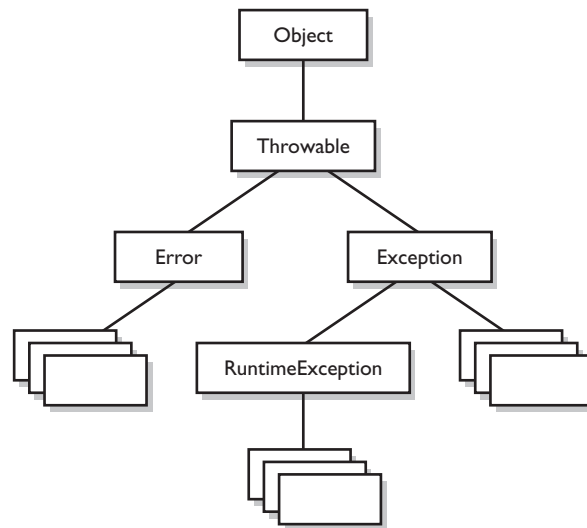 Object
Throwable
Error
Exception
RuntimeException